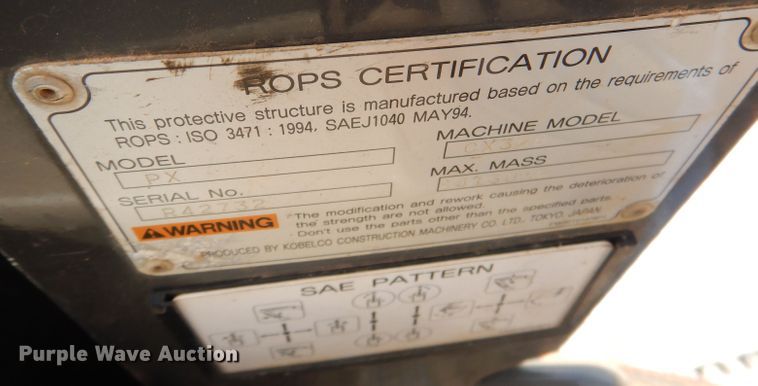 ROPS CERTIFICATION
This protective structure is manufactured based on the requirements of
ROPS : ISO 3471 : 1994, SAEJ1040 MAY94.
MODEL
PX
MACHINE MODEL
SERIAL No.
B42732
MAX. MASS
WARNING
·The modification and rework causing the deterioration of
the strength are not allowed.
·Don't use the parts other than the specified parts.
PRODUCED BY KOBELCO CONSTRUCTION MACHINERY CO. LTD., TOKYO, JAPAN
SAE PATTERN
Purple Wave Auction